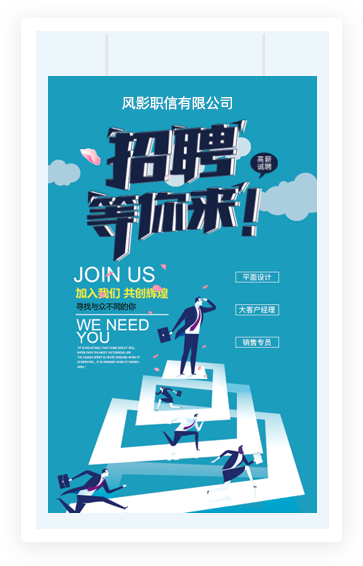 风影职信有限公司
招聘
高薪
诚聘
等你来!
JOIN US
加入我们 共创辉煌
寻找与众不同的你
WE NEED
YOU
平面设计
大客户经理
销售专员